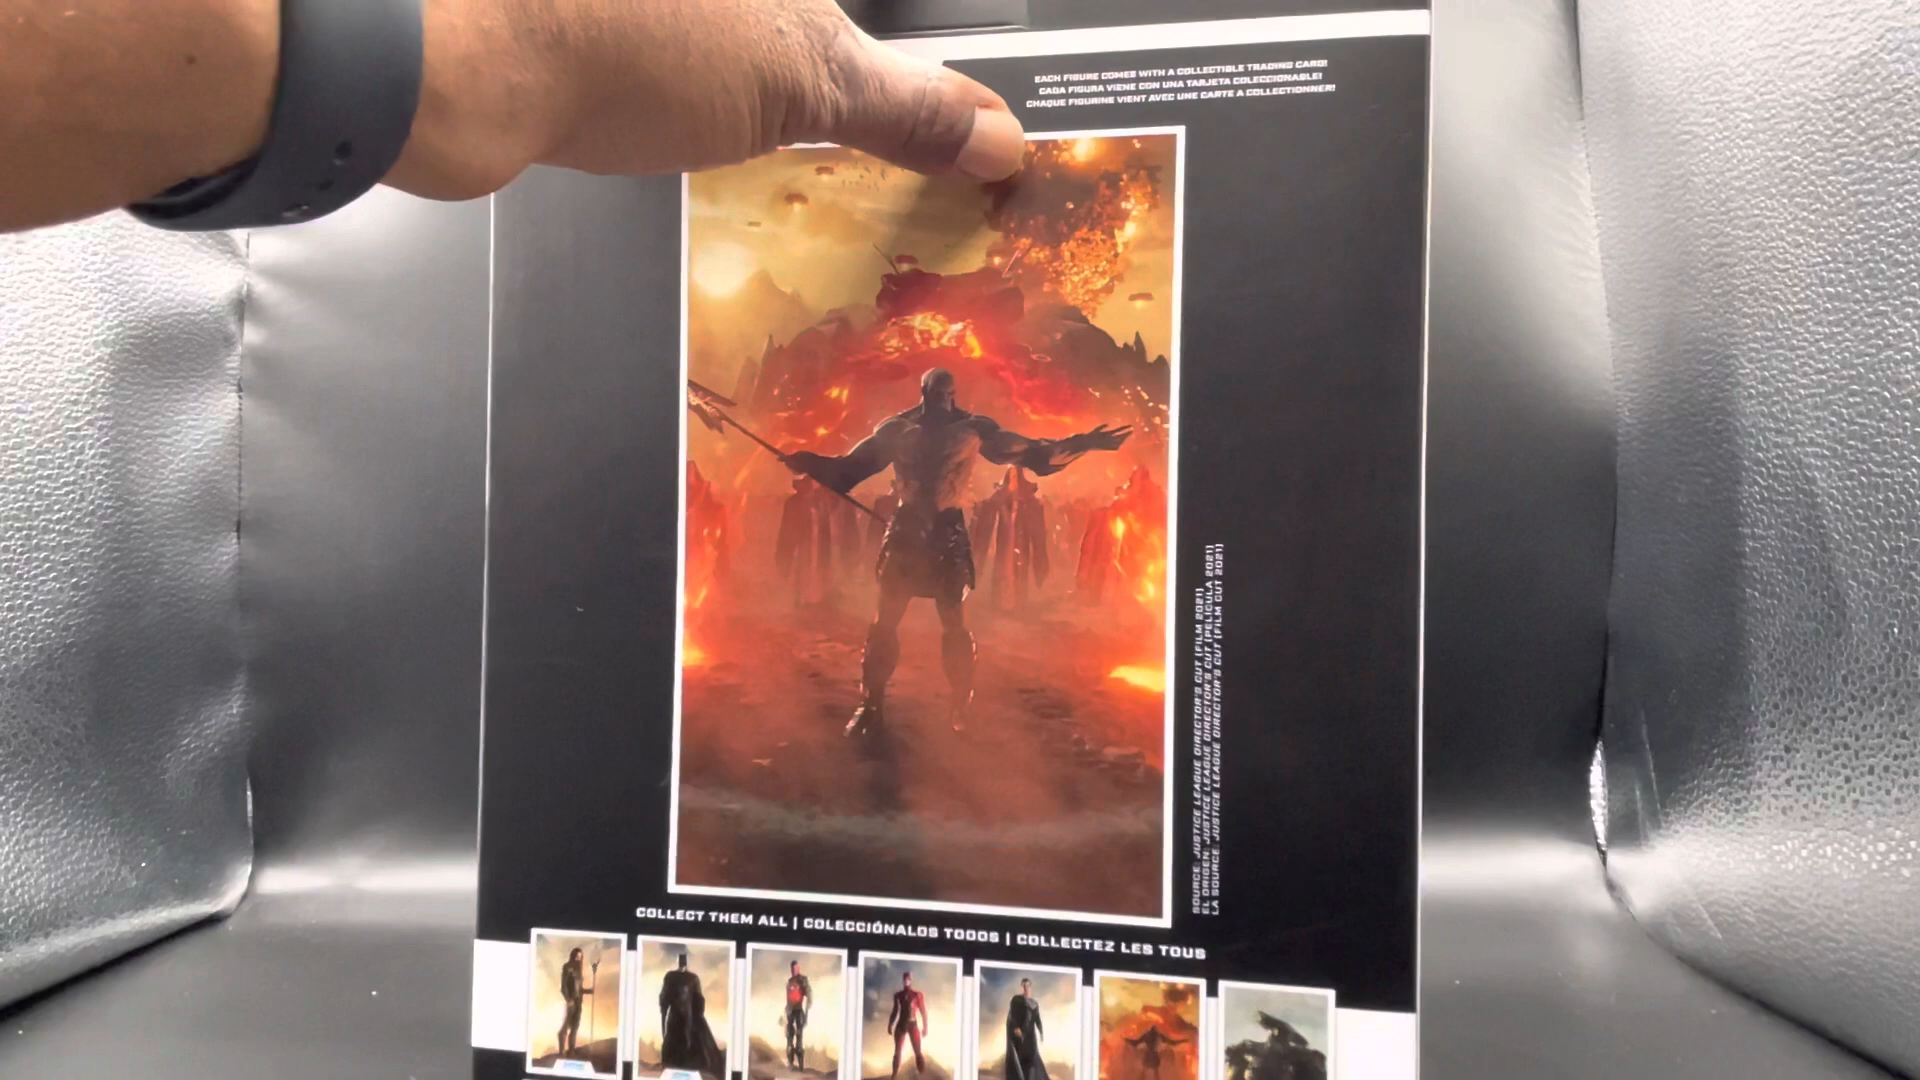 EACH FIGURE COMES WITH A COLLECTIBLE TRADING CARD!
CADA FIGURA VIENE CON UNA TARJETA COLECCIONABLE!
CHAQUE FIGURINE VIENT AVEC UNE CARTE A COLLECTIONNER!
SOURCE: JUSTICE LEAGUE DIRECTOR'S CUT [FILM 2021]
EL ORIGEN: JUSTICE LEAGUE DIRECTOR'S CUT [PELÍCULA 2021]
LA SOURCE: JUSTICE LEAGUE DIRECTOR'S CUT [FILM CUT 2021]
COLLECT THEM ALL | COLECCIÓNALOS TODOS | COLLECTEZ LES TOUS